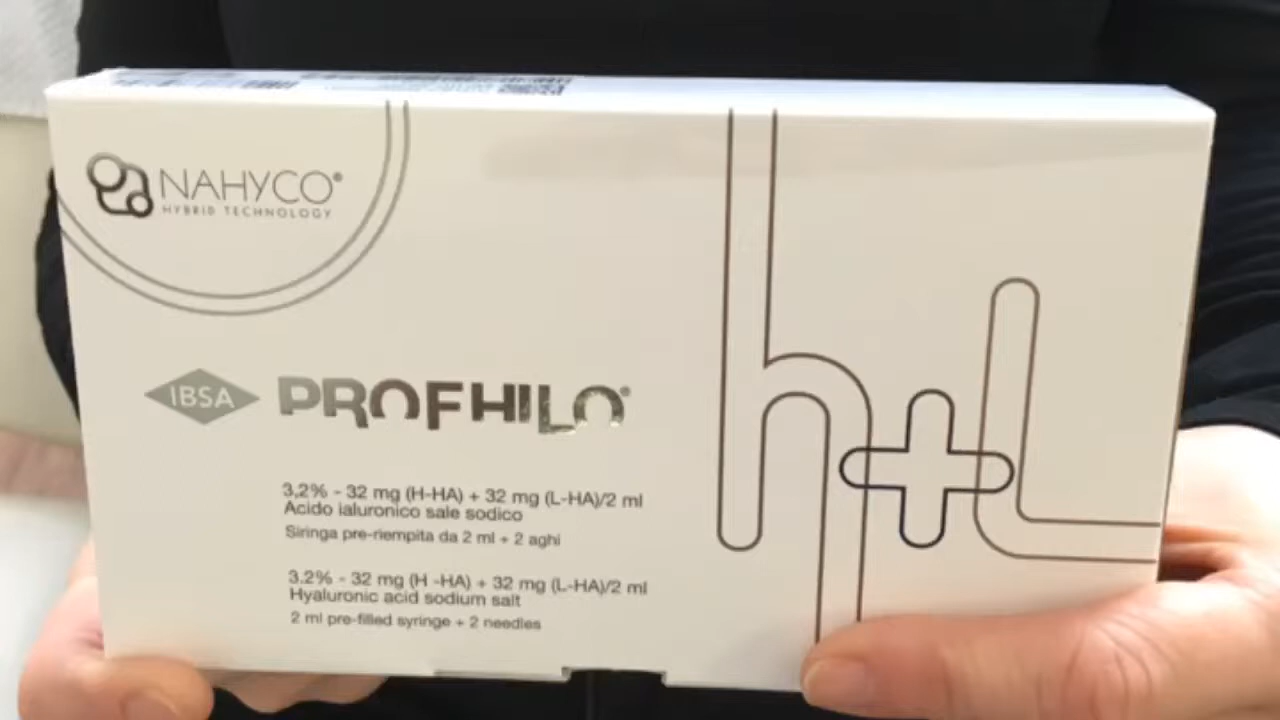 NAHYCO®
HYBRID TECHNOLOGY
IBSA PROFHILO®
3,2% - 32 mg (H-HA) + 32 mg (L-HA)/2 ml
Acido ialuronico sale sodico
Siringa pre-riempita da 2 ml + 2 aghi
3.2% - 32 mg (H -HA) + 32 mg (L-HA)/2 ml
Hyaluronic acid sodium salt
2 ml pre-filled syringe + 2 needles
h+L